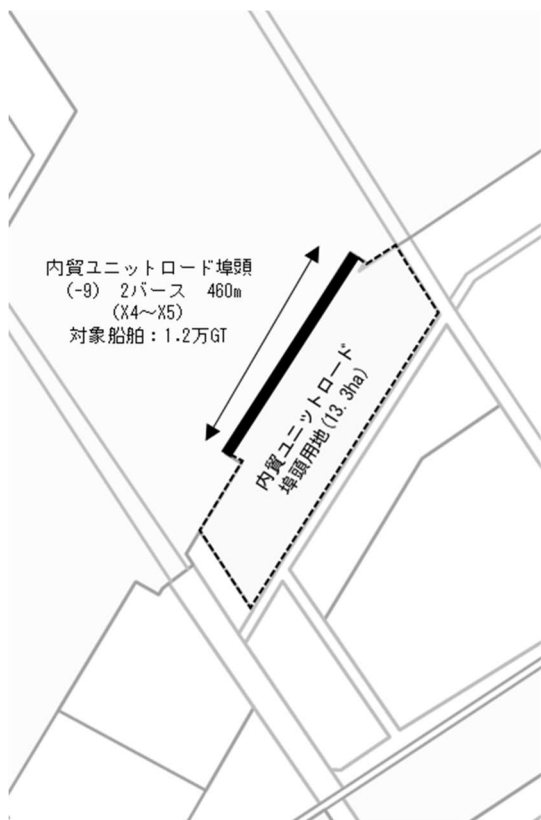 内貿ユニットロード埠頭
(-9) 2バース 460m
(X4～X5)
対象船舶：1.2万GT
内貿ユニットロード
埠頭用地(13.3ha)